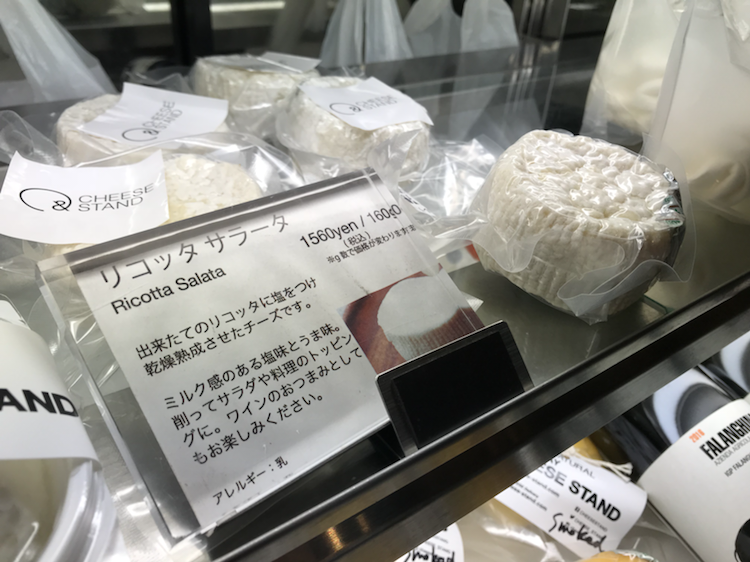 & CHEESE
STAND
& CHEESE
STAND
& CHEESE
STAND
リコッタ サラータ
Ricotta Salata
1560yen / 160g
(税込)
出来たてのリコッタに塩をつけ
乾燥熟成させたチーズです。
ミルク感のある塩味とうま味。
削ってサラダや料理のトッピン
グに。ワインのおつまみとして
もお楽しみください。
アレルギー：乳
STAND
2016
FALANGH
STAND
Smoked